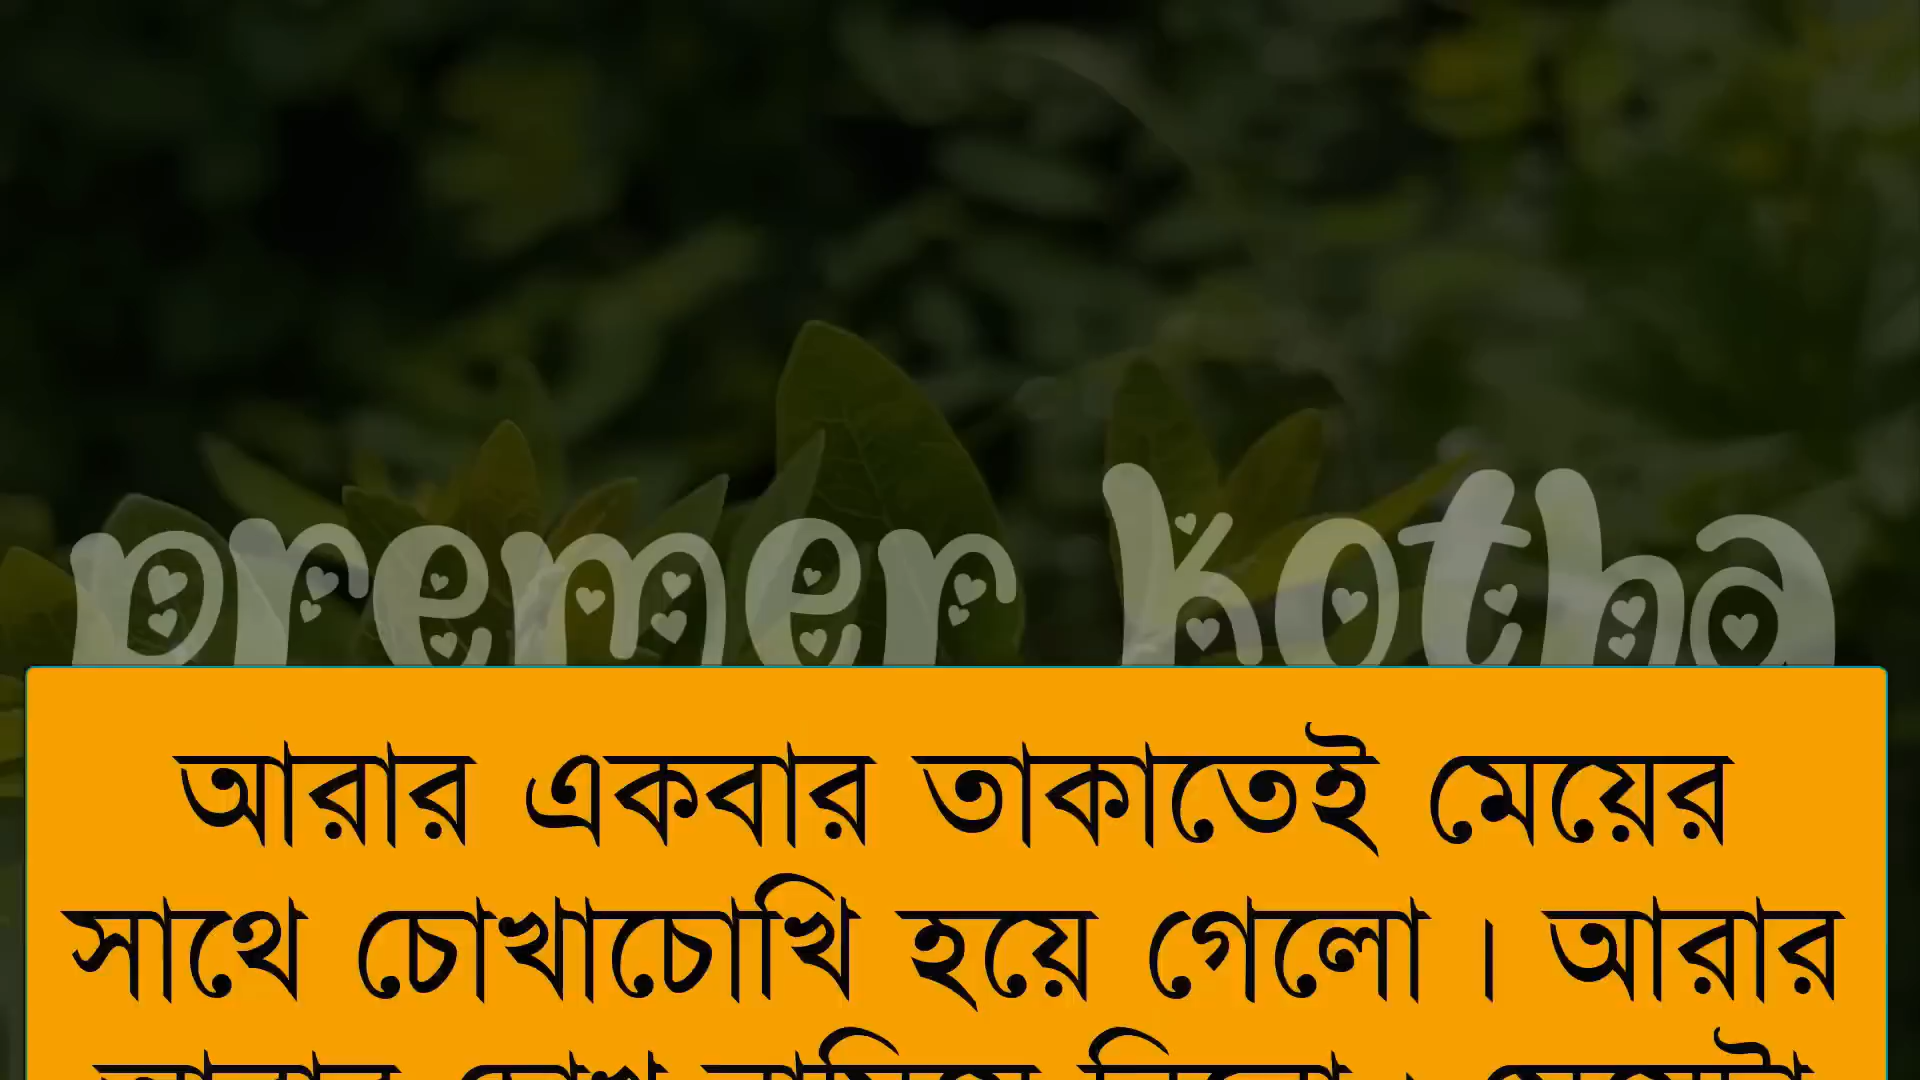 premer kotha
আরার একবার তাকাতেই মেয়ের
সাথে চোখাচোখি হয়ে গেলো । আরার